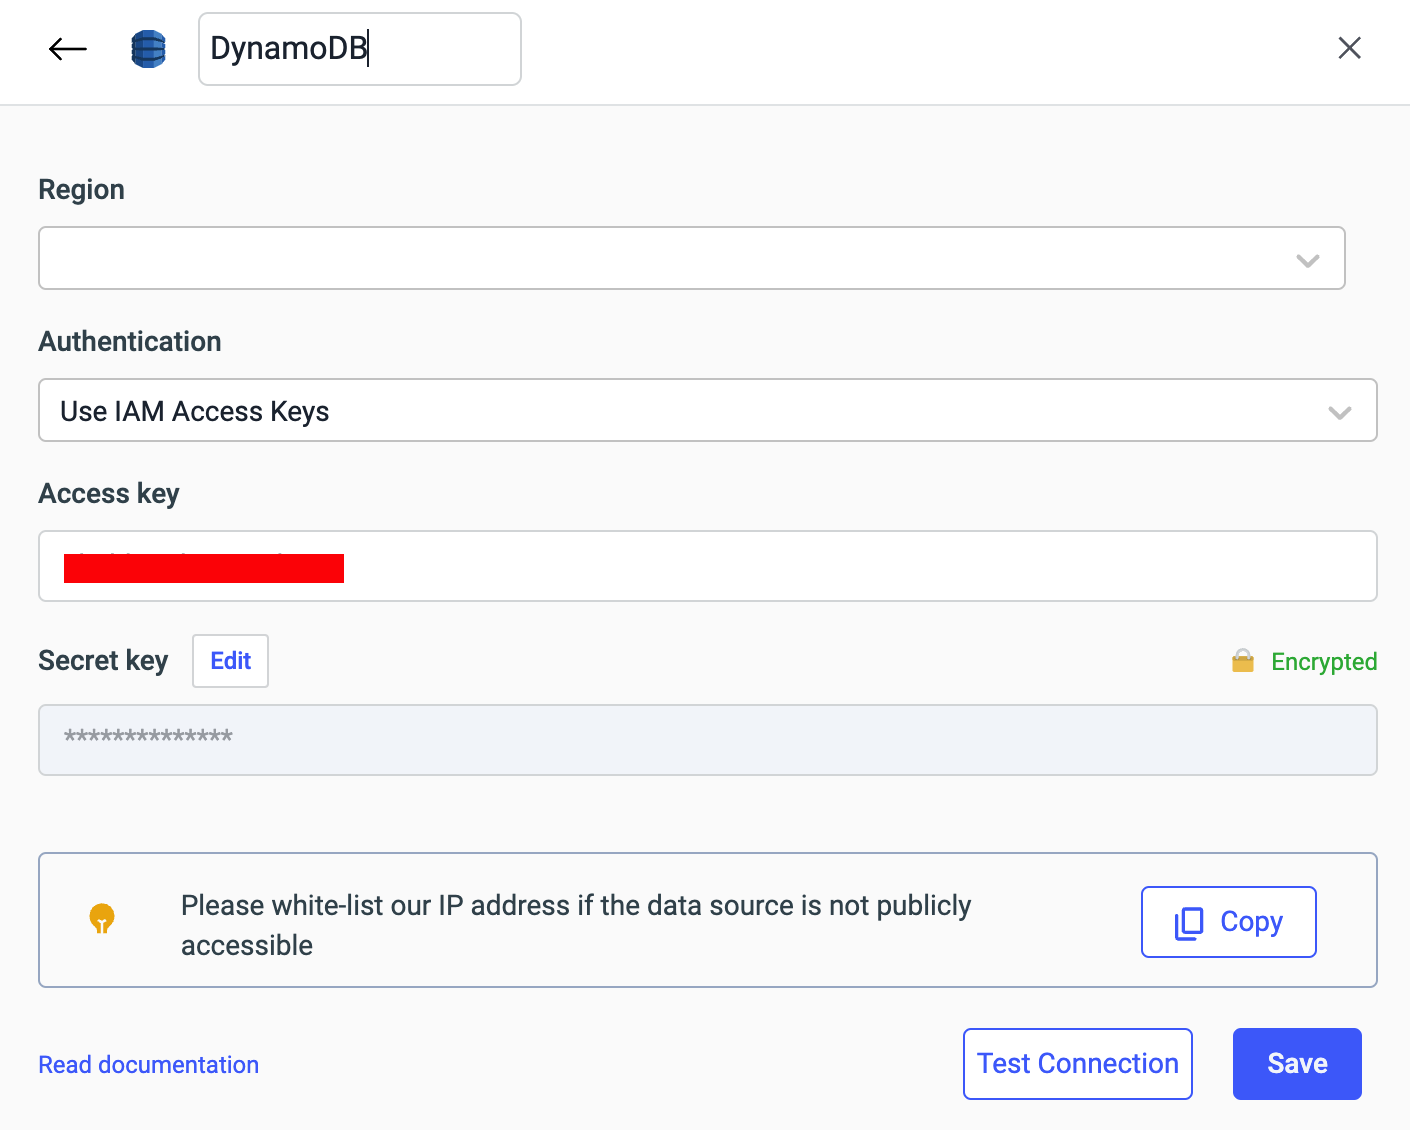 DynamoDB
Region
Authentication
Use IAM Access Keys
Access key
Secret key Edit Encrypted
**************
Please white-list our IP address if the data source is not publicly
accessible
Copy
Read documentation Test Connection Save